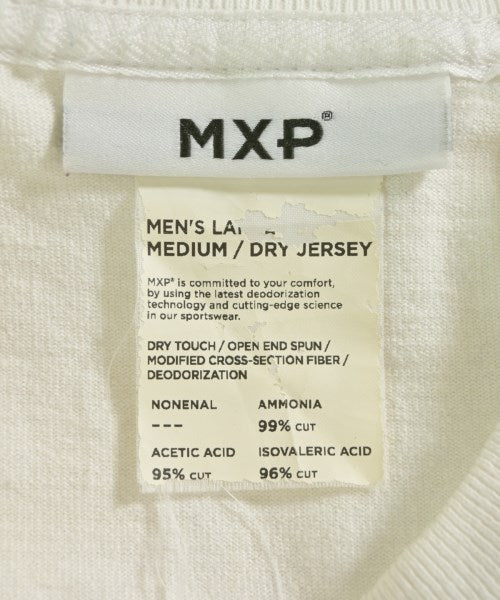 MXP®
MEN'S
MEDIUM / DRY JERSEY
MXP® is committed to your comfort,
by using the latest deodorization
technology and cutting-edge science
in our sportswear.
DRY TOUCH / OPEN END SPUN /
MODIFIED CROSS-SECTION FIBER /
DEODORIZATION
NONENAL AMMONIA
--- 99% CUT
ACETIC ACID ISOVALERIC ACID
95% CUT 96% CUT